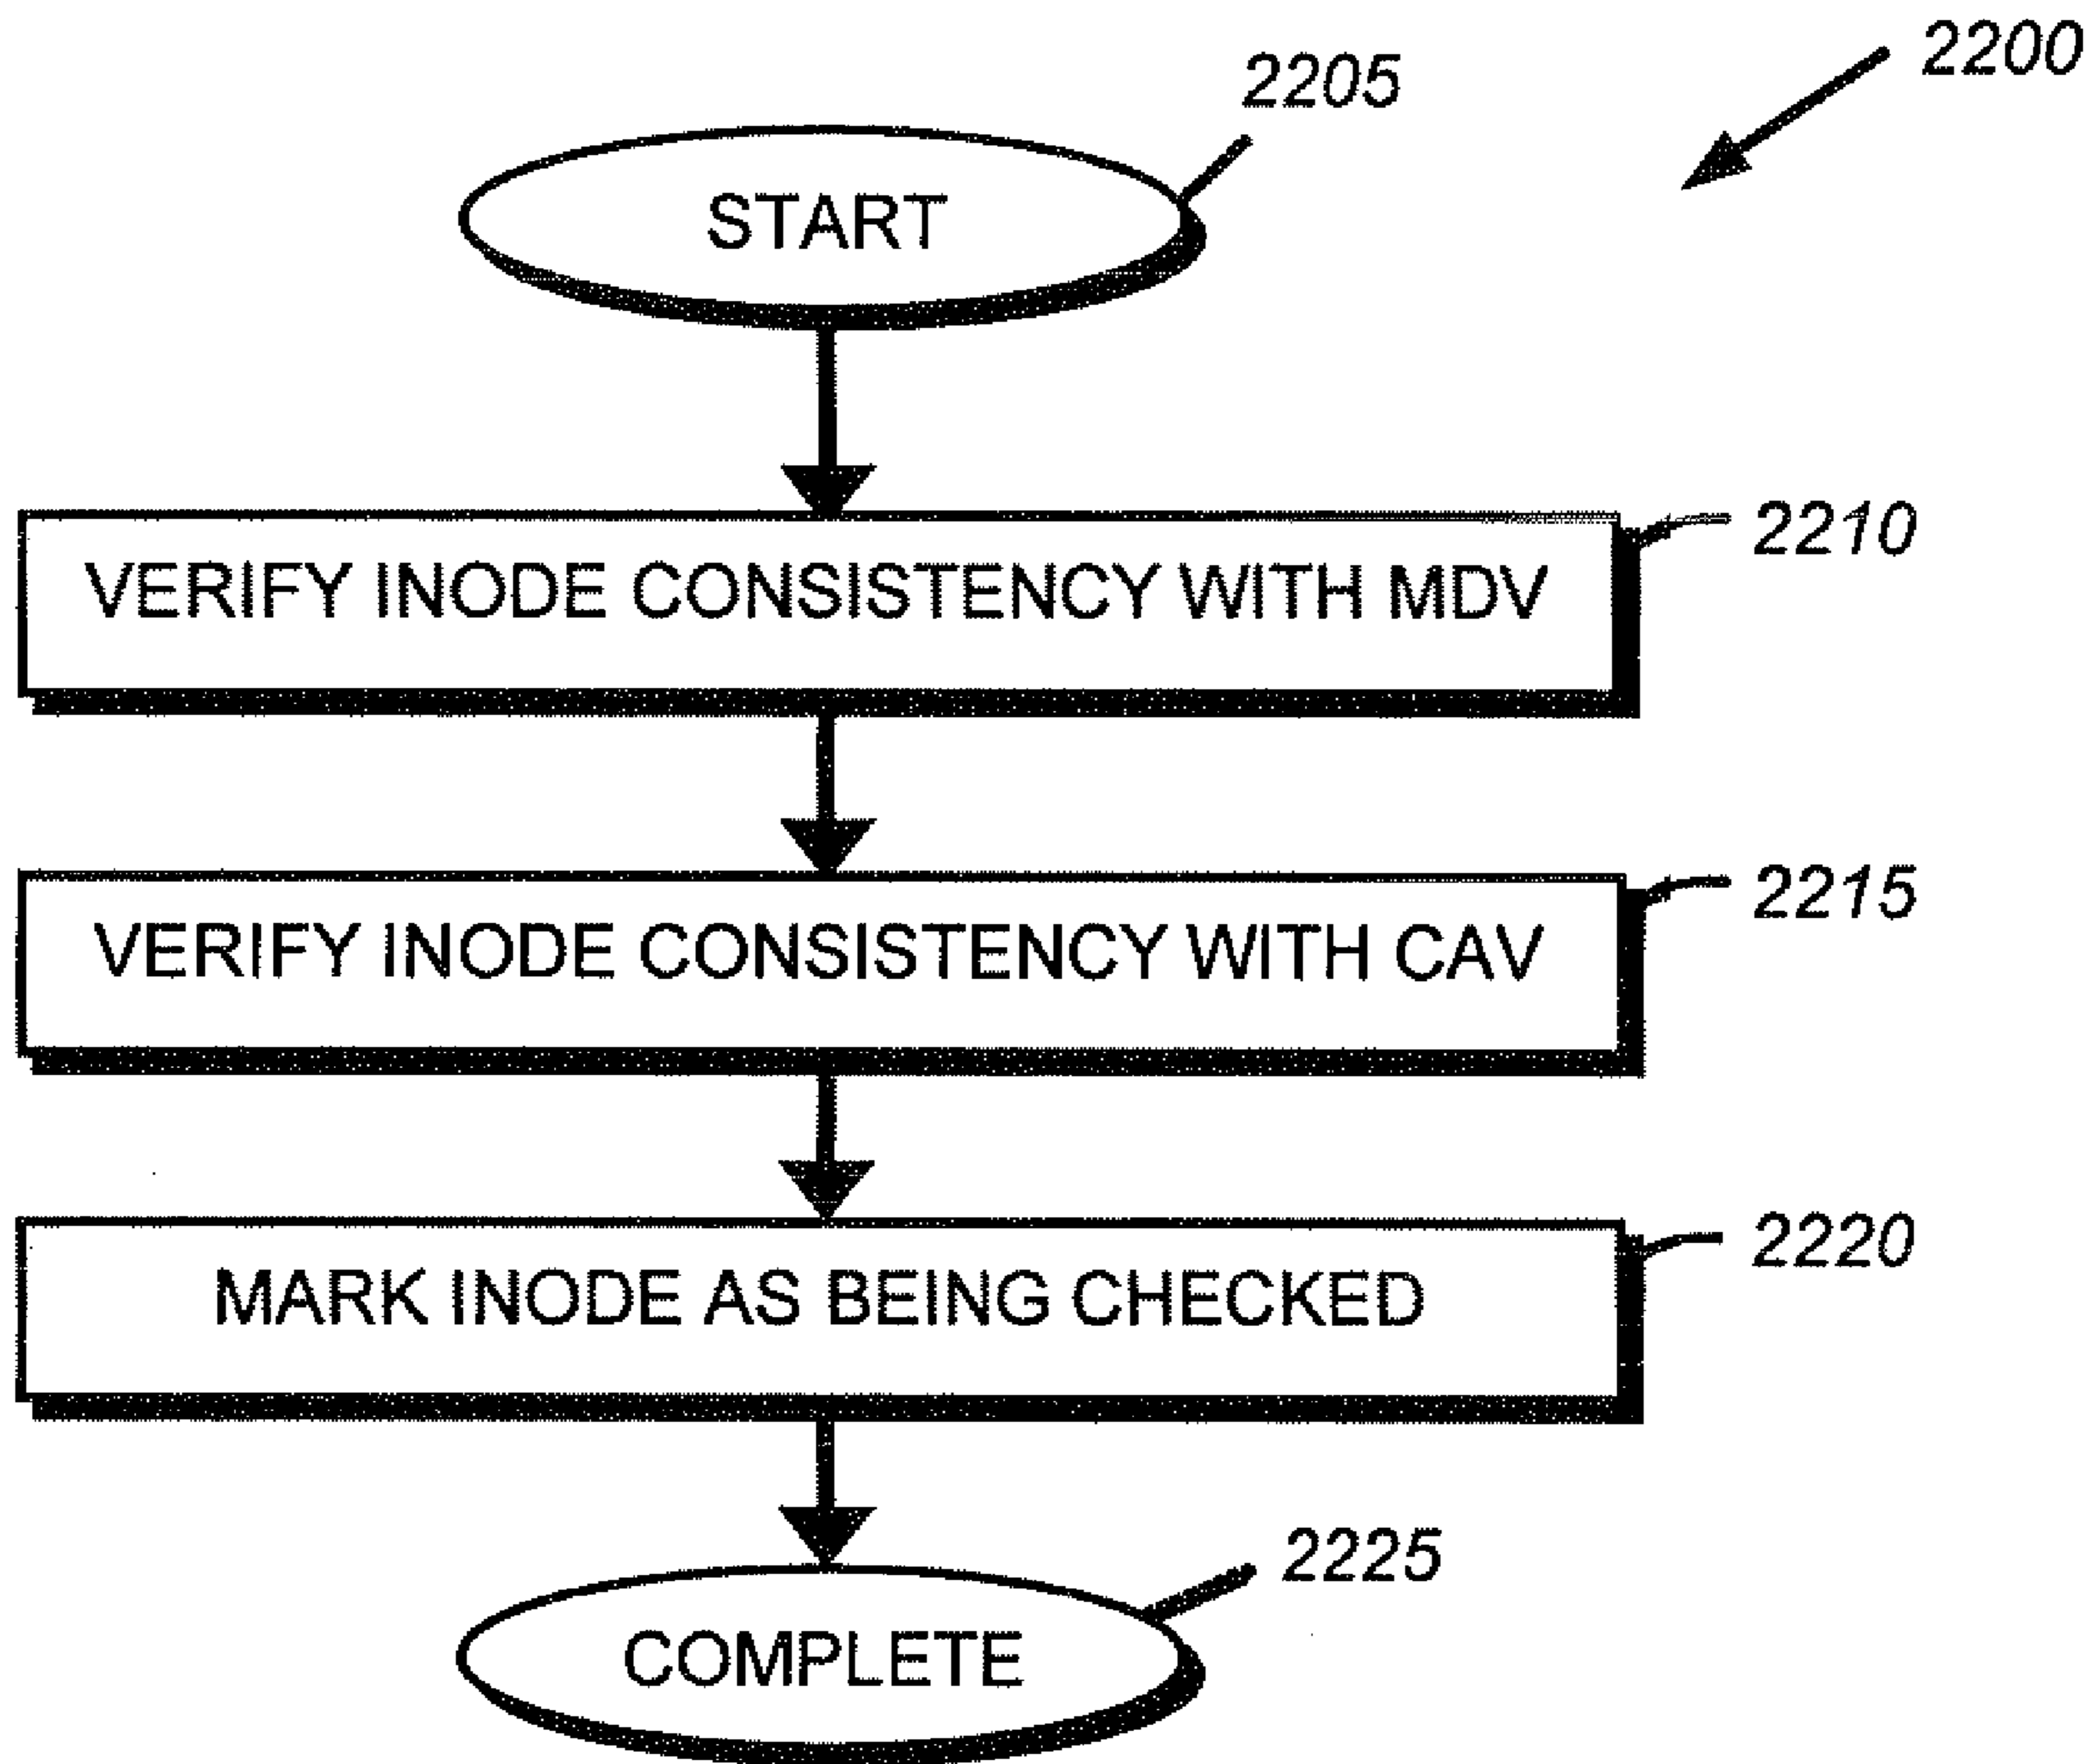 2200
2205
START
2210
VERIFY INODE CONSISTENCY WITH MDV
2215
VERIFY INODE CONSISTENCY WITH CAV
2220
MARK INODE AS BEING CHECKED
2225
COMPLETE